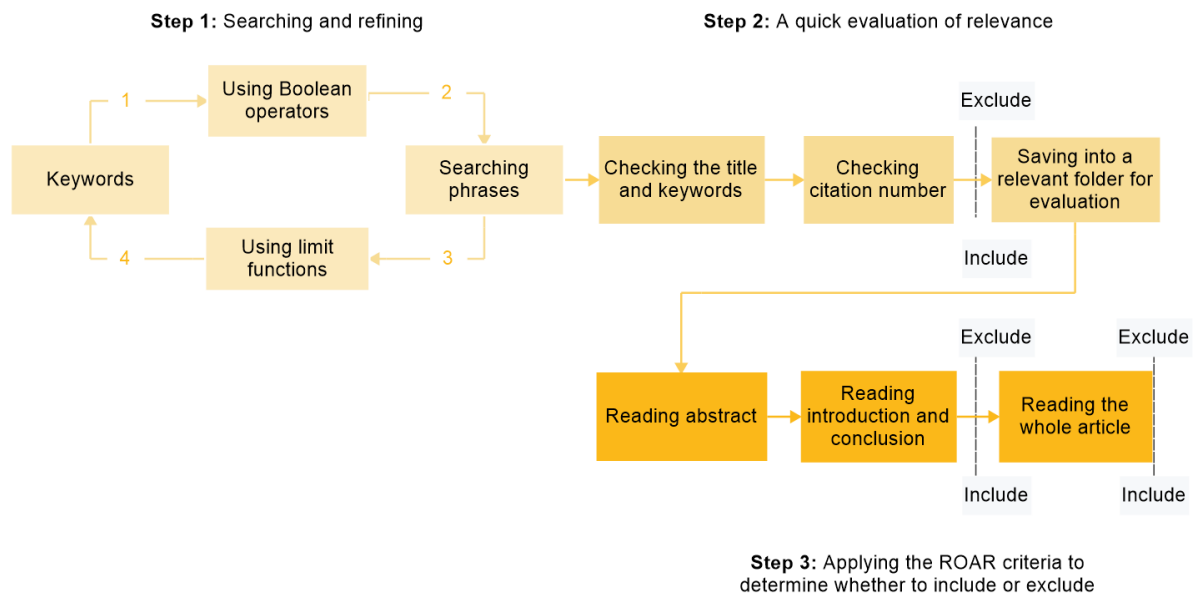 Step 1: Searching and refining
1
Using Boolean
operators
2
Keywords
Searching
phrases
4
Using limit
functions
3
Step 2: A quick evaluation of relevance
Checking the title
and keywords
Checking
citation number
Exclude
Include
Saving into a
relevant folder for
evaluation
Reading abstract
Reading
introduction and
conclusion
Exclude
Include
Reading the
whole article
Exclude
Include
Step 3: Applying the ROAR criteria to
determine whether to include or exclude